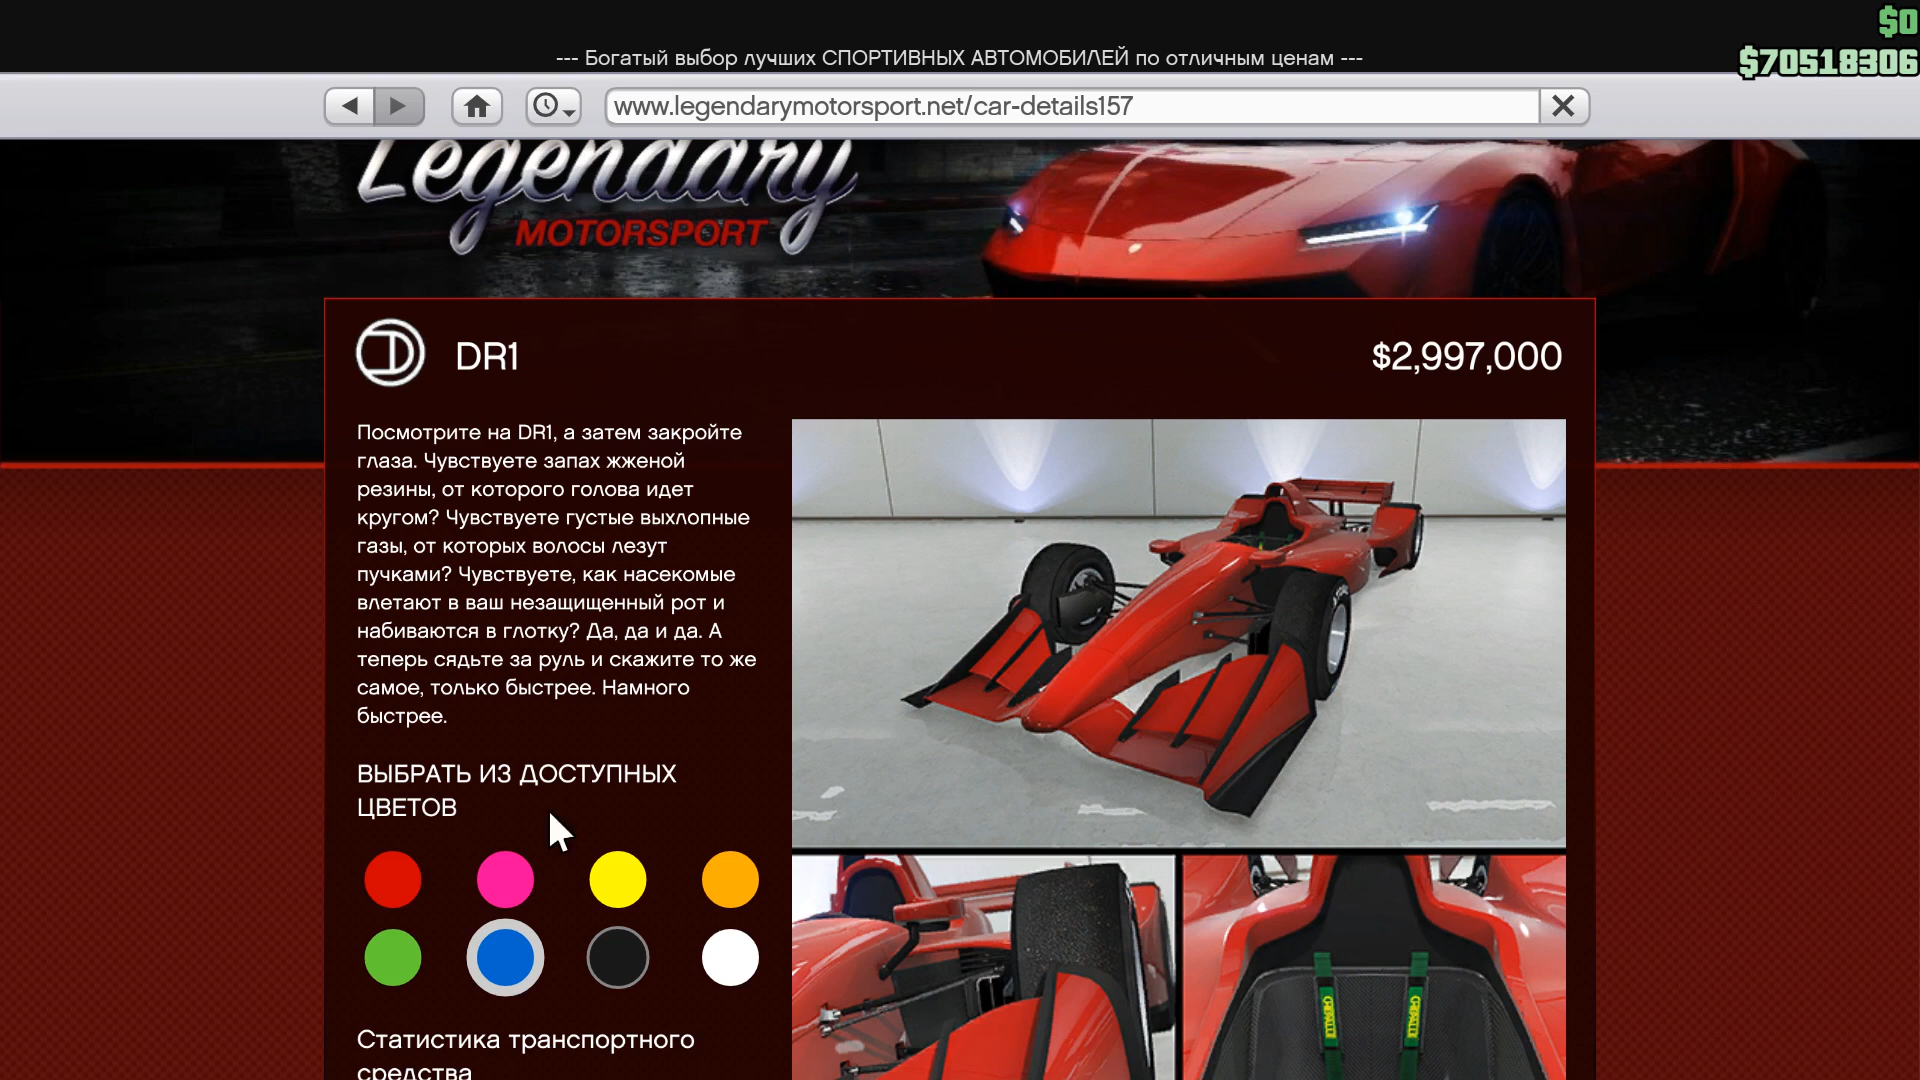 $0
--- Богатый выбор лучших СПОРТИВНЫХ АВТОМОБИЛЕЙ по отличным ценам ---
$70518306
www.legendarymotorsport.net/car-details157
Legendary
MOTORSPORT
DR1
$2,997,000
Посмотрите на DR1, а затем закройте
глаза. Чувствуете запах жженой
резины, от которого голова идет
кругом? Чувствуете густые выхлопные
газы, от которых волосы лезут
пучками? Чувствуете, как насекомые
влетают в ваш незащищенный рот и
набиваются в глотку? Да, да и да. А
теперь сядьте за руль и скажите то же
самое, только быстрее. Намного
быстрее.
ВЫБРАТЬ ИЗ ДОСТУПНЫХ
ЦВЕТОВ
Статистика транспортного
средства